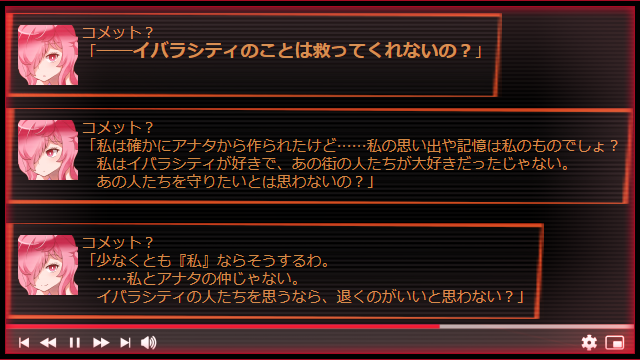 コメット？
「───イバラシティのことは救ってくれないの？」
コメット？
「私は確かにアナタから作られたけど……私の思い出や記憶は私のものでしょ？
私はイバラシティが好きで、あの街の人たちが大好きだったじゃない。
あの人たちを守りたいとは思わないの？」
コメット？
「少なくとも『私』ならそうするわ。
……私とアナタの仲じゃない。
イバラシティの人たちを思うなら、退くのがいいと思わない？」